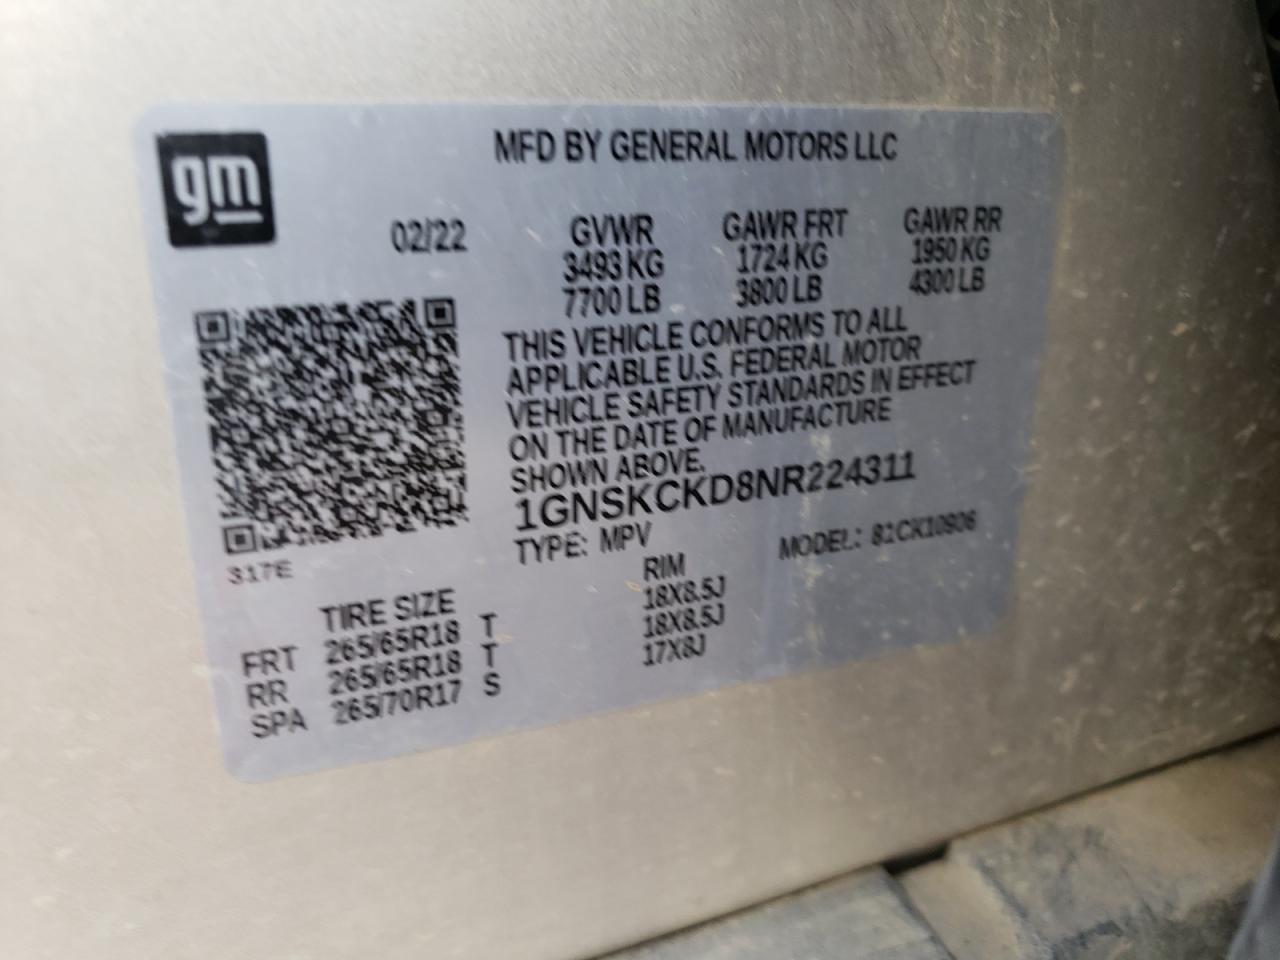 gm
MFD BY GENERAL MOTORS LLC
02/22
GVWR GAWR FRT GAWR RR
3493 KG 1724 KG 1950 KG
7700 LB 3800 LB 4300 LB
THIS VEHICLE CONFORMS TO ALL
APPLICABLE U.S. FEDERAL MOTOR
VEHICLE SAFETY STANDARDS IN EFFECT
ON THE DATE OF MANUFACTURE
SHOWN ABOVE.
1GNSKCKD8NR224311
TYPE: MPV MODEL:
317E
TIRE SIZE RIM
FRT 265/65R18 T 18X8.5J
RR 265/65R18 T 18X8.5J
SPA 265/70R17 S 17X8J